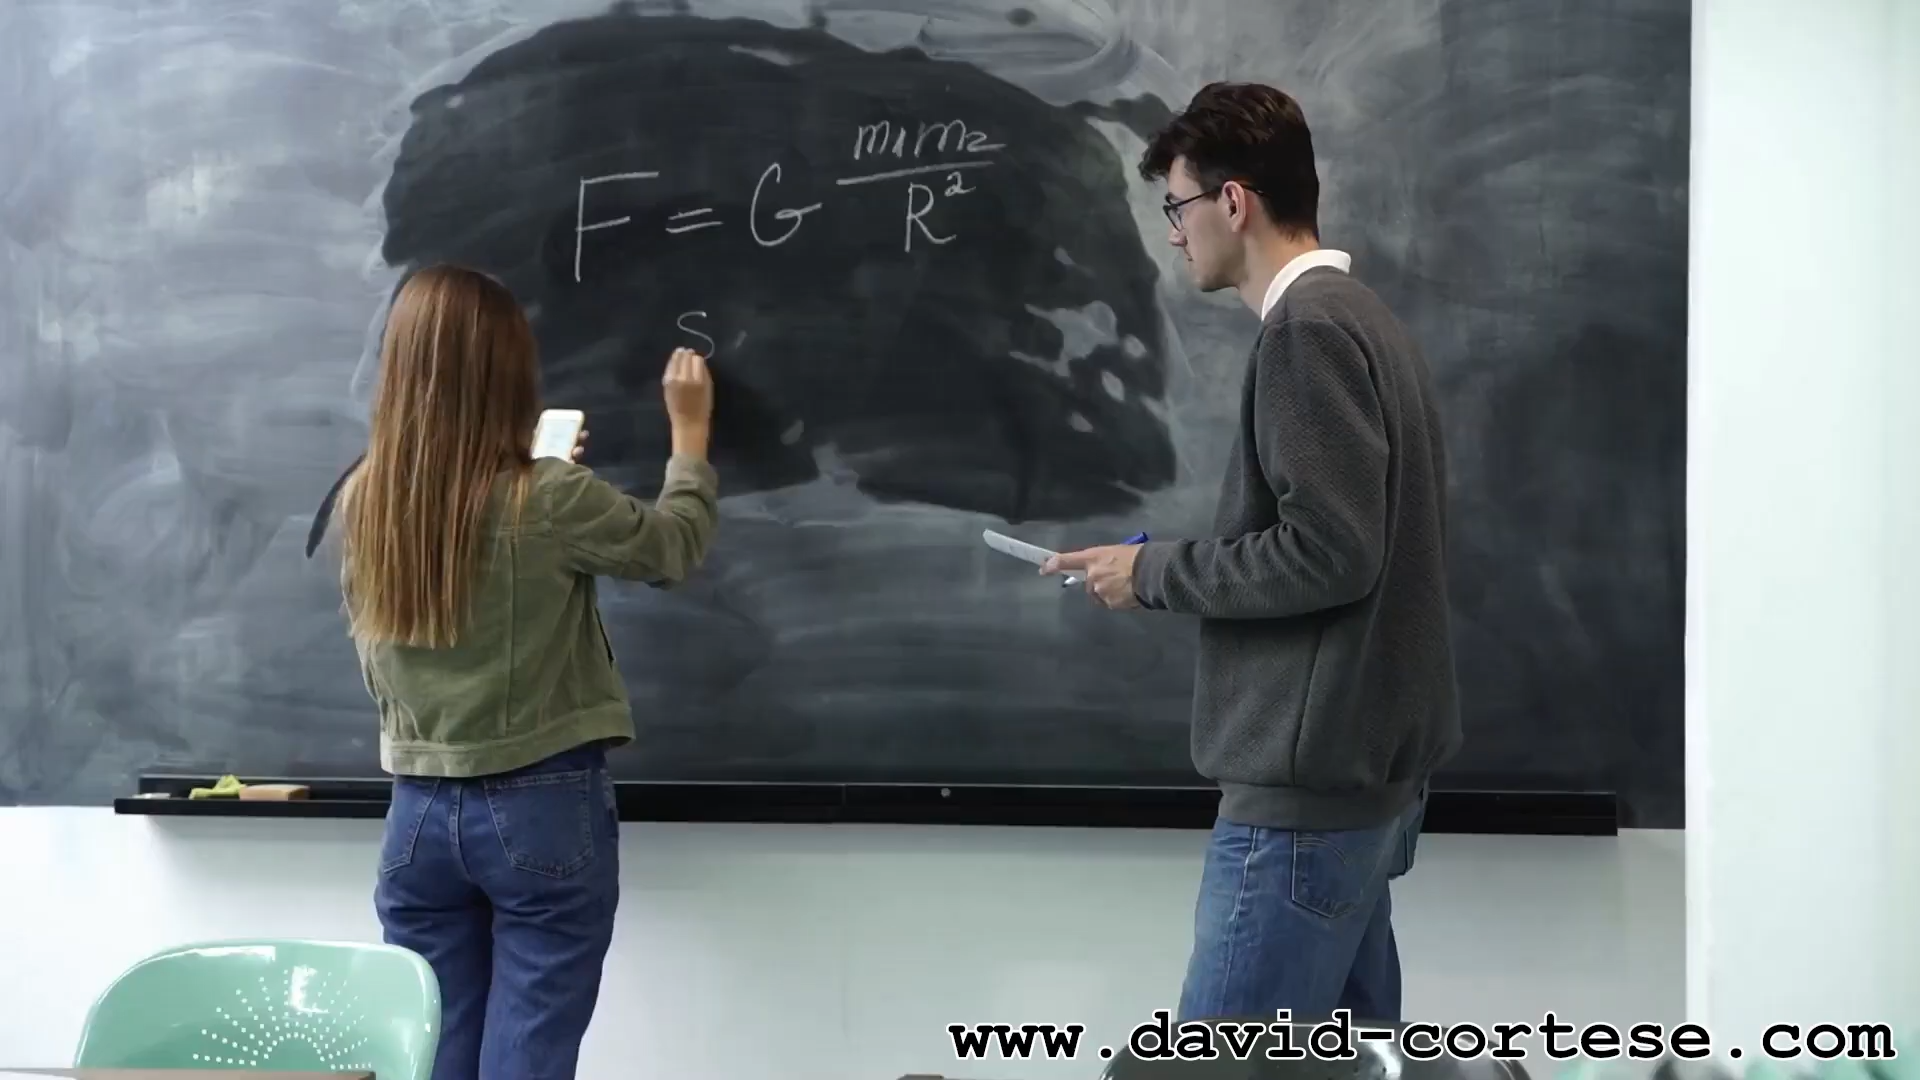 F = G m1m2 / R²
S
www.david-cortese.com